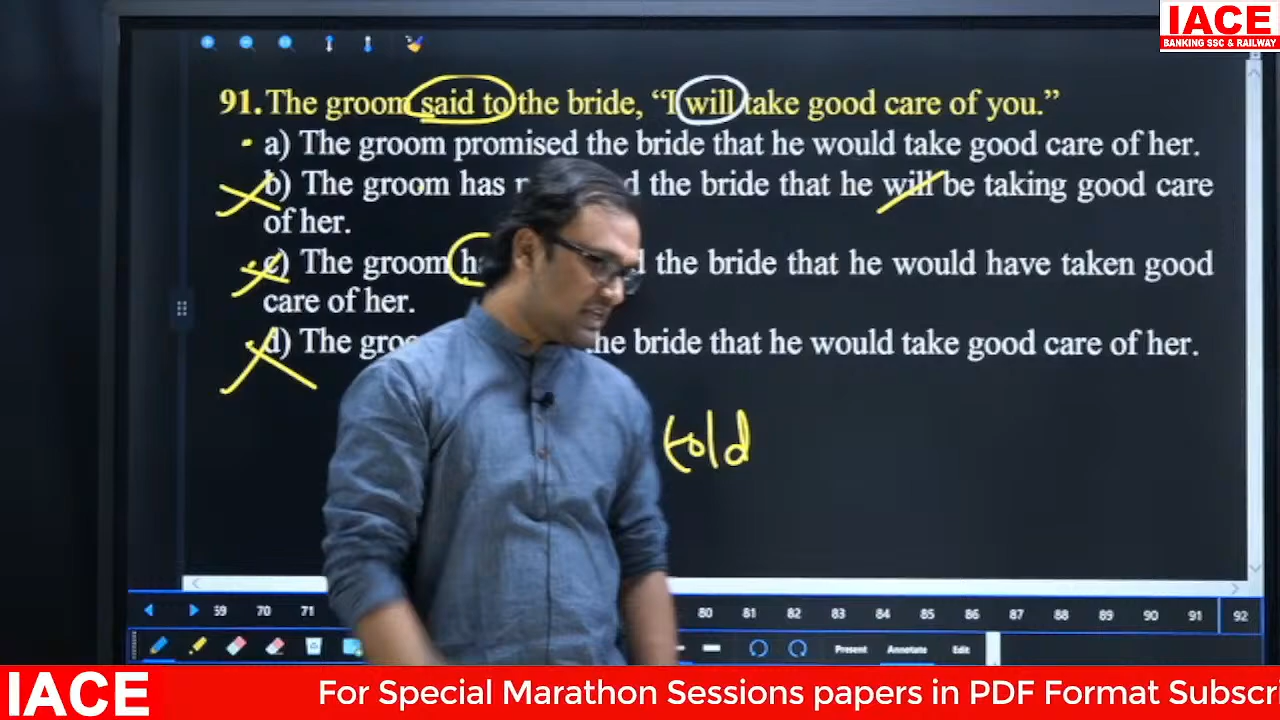 IACE
BANKING SSC & RAILWAY
91. The groom said to the bride, “I will take good care of you.”
a) The groom promised the bride that he would take good care of her.
b) The groom has the bride that he will be taking good care
of her.
c) The groom the bride that he would have taken good
care of her.
d) The the bride that he would take good care of her.
told
59 70 71 80 81 82 83 84 85 86 87 88 89 90 91 92
Present Annotate Edit
IACE For Special Marathon Sessions papers in PDF Format Subscri